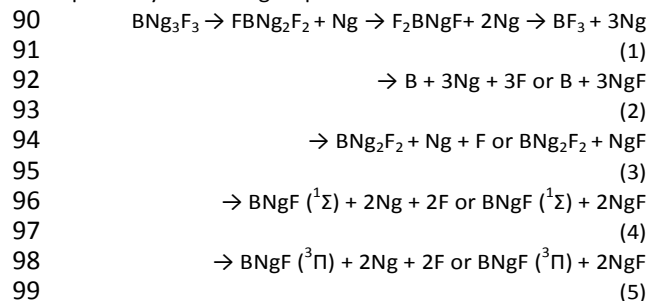 90 BNg₃F₃ → FBNg₂F₂ + Ng → F₂BNgF+ 2Ng → BF₃ + 3Ng
91 (1)
92 → B + 3Ng + 3F or B + 3NgF
93 (2)
94 → BNg₂F₂ + Ng + F or BNg₂F₂ + NgF
95 (3)
96 → BNgF (¹Σ) + 2Ng + 2F or BNgF (¹Σ) + 2NgF
97 (4)
98 → BNgF (³Π) + 2Ng + 2F or BNgF (³Π) + 2NgF
99 (5)